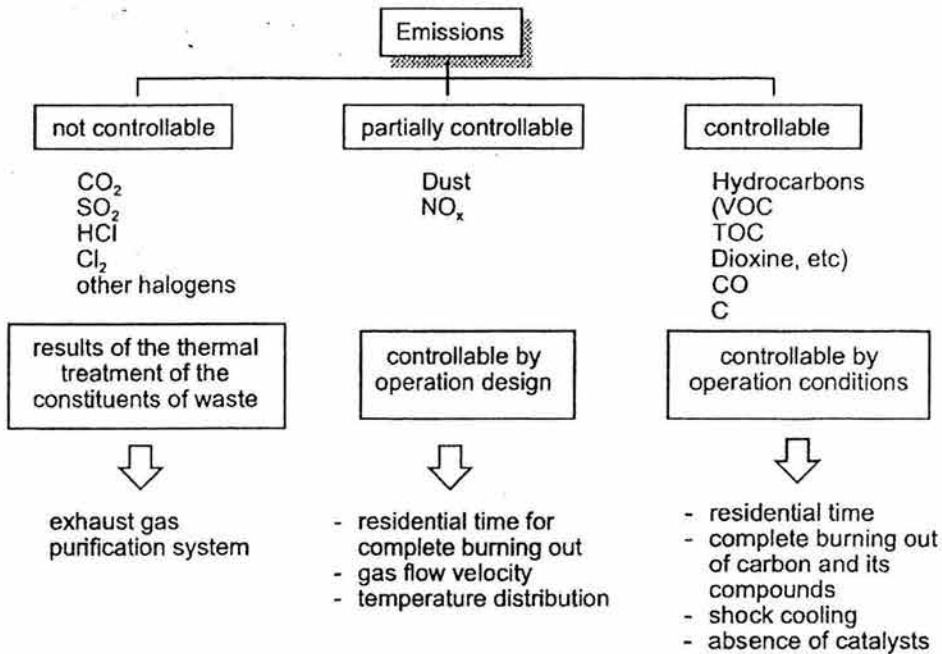 Emissions
not controllable
CO₂
SO₂
HCl
Cl₂
other halogens
results of the thermal
treatment of the
constituents of waste
exhaust gas
purification system
partially controllable
Dust
NOₓ
controllable by
operation design
- residential time for
complete burning out
- gas flow velocity
- temperature distribution
controllable
Hydrocarbons
(VOC
TOC
Dioxine, etc)
CO
C
controllable by
operation conditions
- residential time
- complete burning out
of carbon and its
compounds
- shock cooling
- absence of catalysts